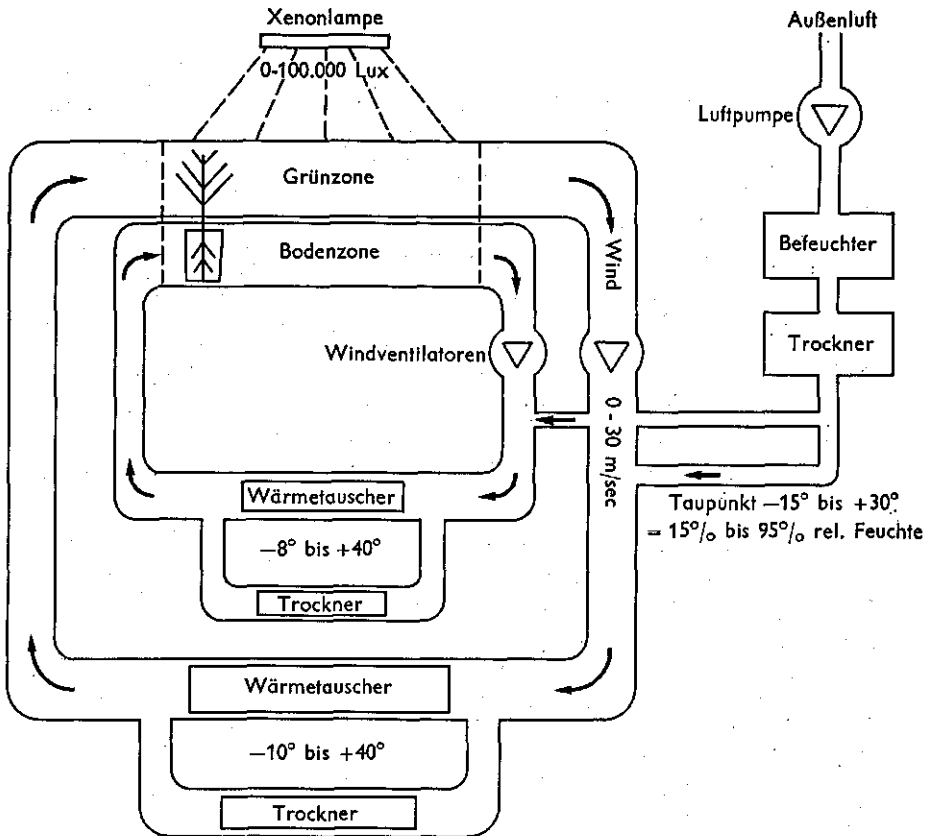 Xenonlampe
0-100.000 Lux
Außenluft
Luftpumpe
Grünzone
Befeuchter
Bodenzone
Wind
Trockner
Windventilatoren
0 - 30 m/sec
Wärmetauscher
Taupunkt —15° bis +30°
= 15% bis 95% rel. Feuchte
—8° bis +40°
Trockner
Wärmetauscher
—10° bis +40°
Trockner